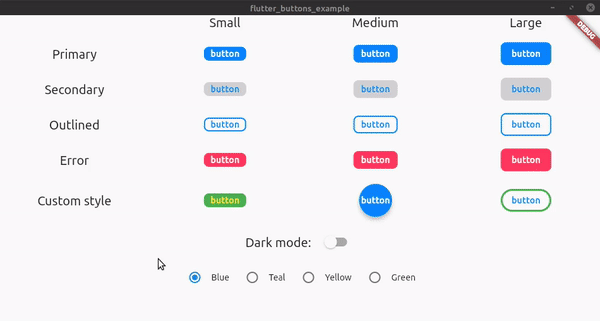 flutter_buttons_example
DEBUG
Small Medium Large
Primary button button button
Secondary button button button
Outlined button button button
Error button button button
Custom style button button button
Dark mode:
Blue Teal Yellow Green